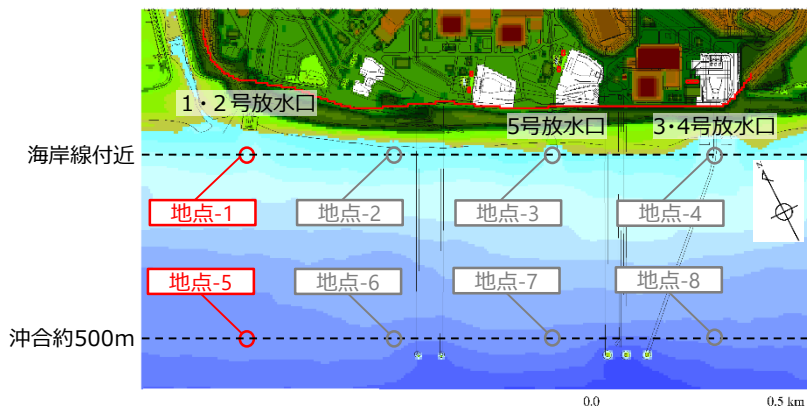 1・2号放水口
5号放水口
3・4号放水口
海岸線付近
地点-1
地点-2
地点-3
地点-4
地点-5
地点-6
地点-7
地点-8
沖合約500m
0.0
0.5 km